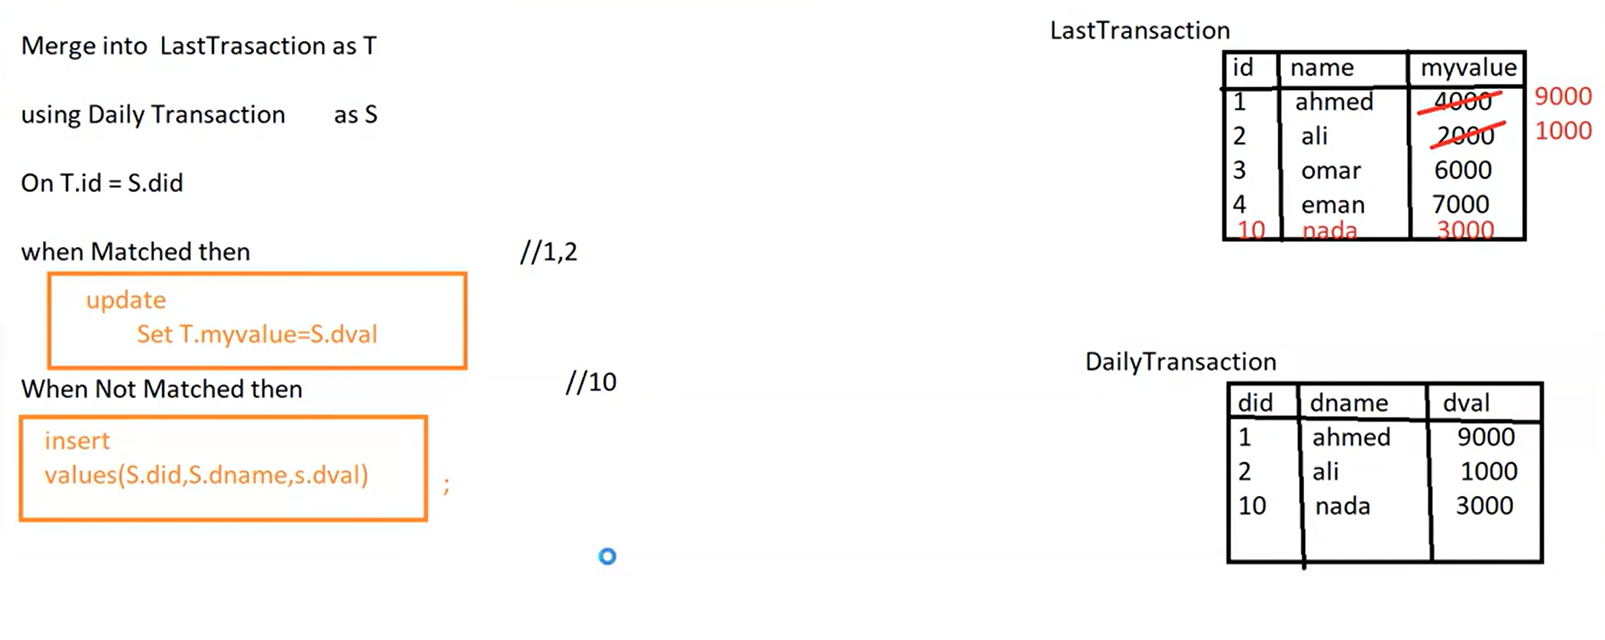 Merge into LastTrasaction as T
using Daily Transaction as S
On T.id = S.did
when Matched then //1,2
update
Set T.myvalue=S.dval
When Not Matched then //10
insert
values(S.did,S.dname,s.dval) ;
LastTransaction
id name myvalue
1 ahmed 4000 9000
2 ali 2000 1000
3 omar 6000
4 eman 7000
10 nada 3000
DailyTransaction
did dname dval
1 ahmed 9000
2 ali 1000
10 nada 3000